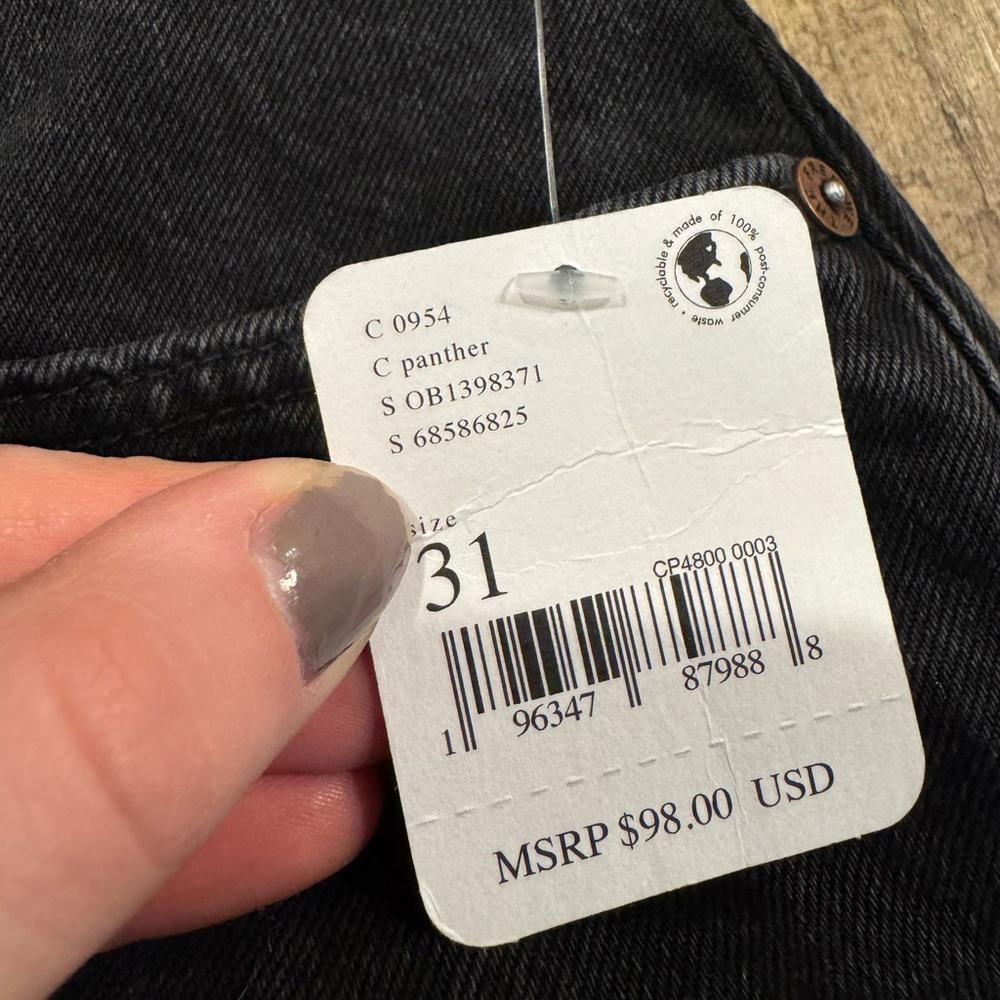 recyclable & made of 100% post-consumer waste •
C 0954
C panther
S OB1398371
S 68586825
size
31
CP4800 0003
1 96347 87988 8
MSRP $98.00 USD